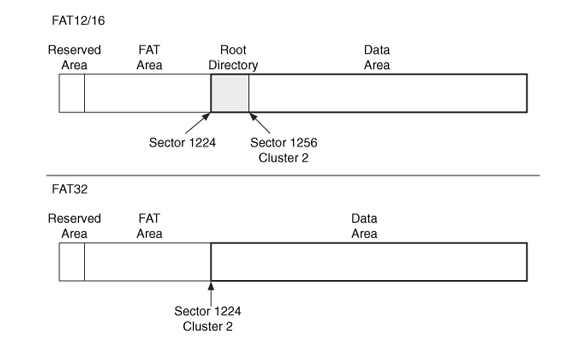 FAT12/16
Reserved Area
FAT Area
Root Directory
Data Area
Sector 1224
Sector 1256
Cluster 2
FAT32
Reserved Area
FAT Area
Data Area
Sector 1224
Cluster 2